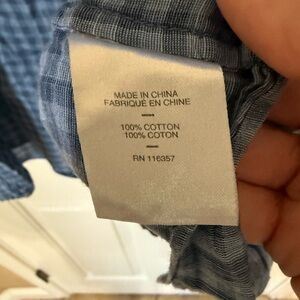 MADE IN CHINA
FABRIQUÉ EN CHINE
100% COTTON
100% COTON
RN 116357